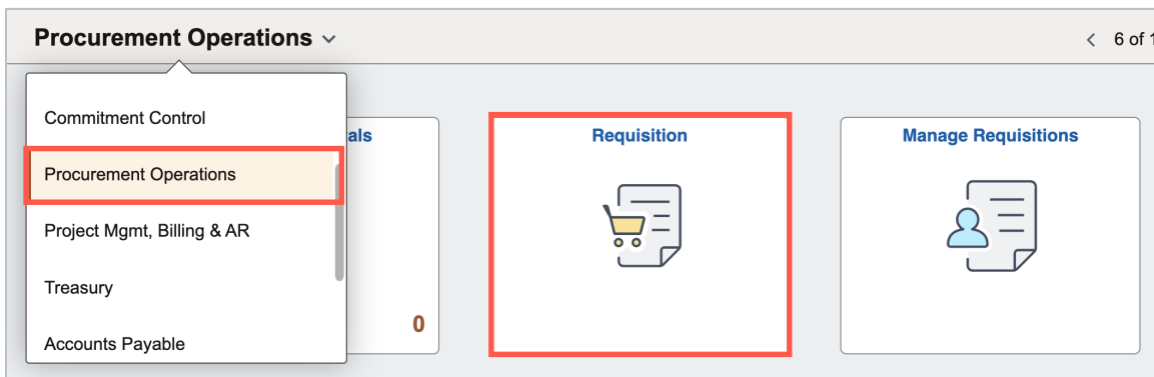 Procurement Operations
6 of 1
Commitment Control
Procurement Operations
Project Mgmt, Billing & AR
Treasury
Accounts Payable
als
0
Requisition
Manage Requisitions